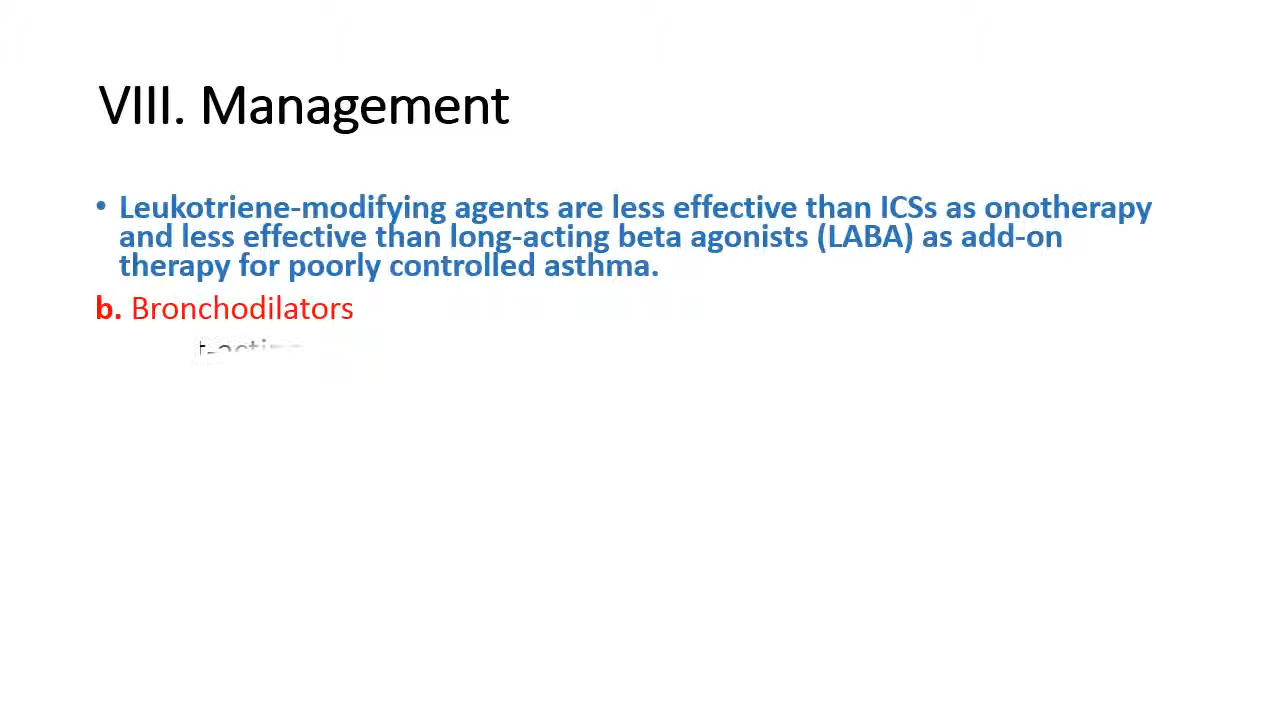 VIII. Management
• Leukotriene-modifying agents are less effective than ICSs as onotherapy
and less effective than long-acting beta agonists (LABA) as add-on
therapy for poorly controlled asthma.
b. Bronchodilators